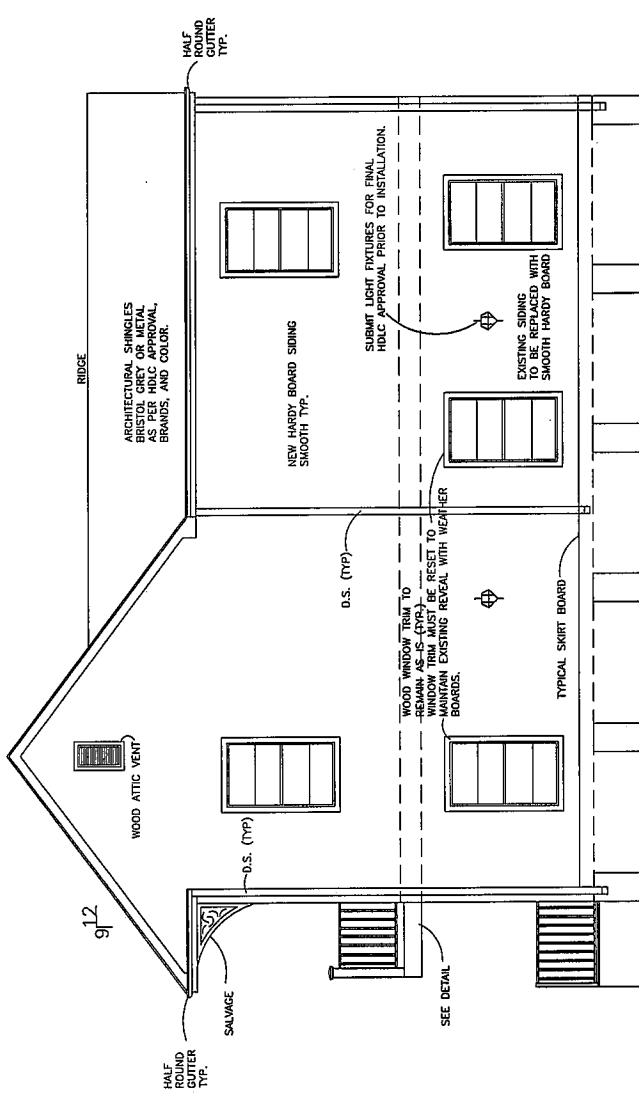 HALF
ROUND
GUTTER
TYP.
RIDGE
ARCHITECTURAL SHINGLES
BRISTOL GREY OR METAL
AS PER HDLC APPROVAL,
BRANDS, AND COLOR.
WOOD ATTIC VENT
12
9
HALF
ROUND
GUTTER
TYP.
D.S. (TYP)
SALVAGE
NEW HARDY BOARD SIDING
SMOOTH TYP.
SUBMIT LIGHT FIXTURES FOR FINAL
HDLC APPROVAL PRIOR TO INSTALLATION.
D.S. (TYP)
WOOD WINDOW TRIM TO
REMAIN AS IS (TYP.)
WINDOW TRIM MUST BE RESET TO
MAINTAIN EXISTING REVEAL WITH WEATHER
BOARDS.
SEE DETAIL
EXISTING SIDING
TO BE REPLACED WITH
SMOOTH HARDY BOARD
TYPICAL SKIRT BOARD